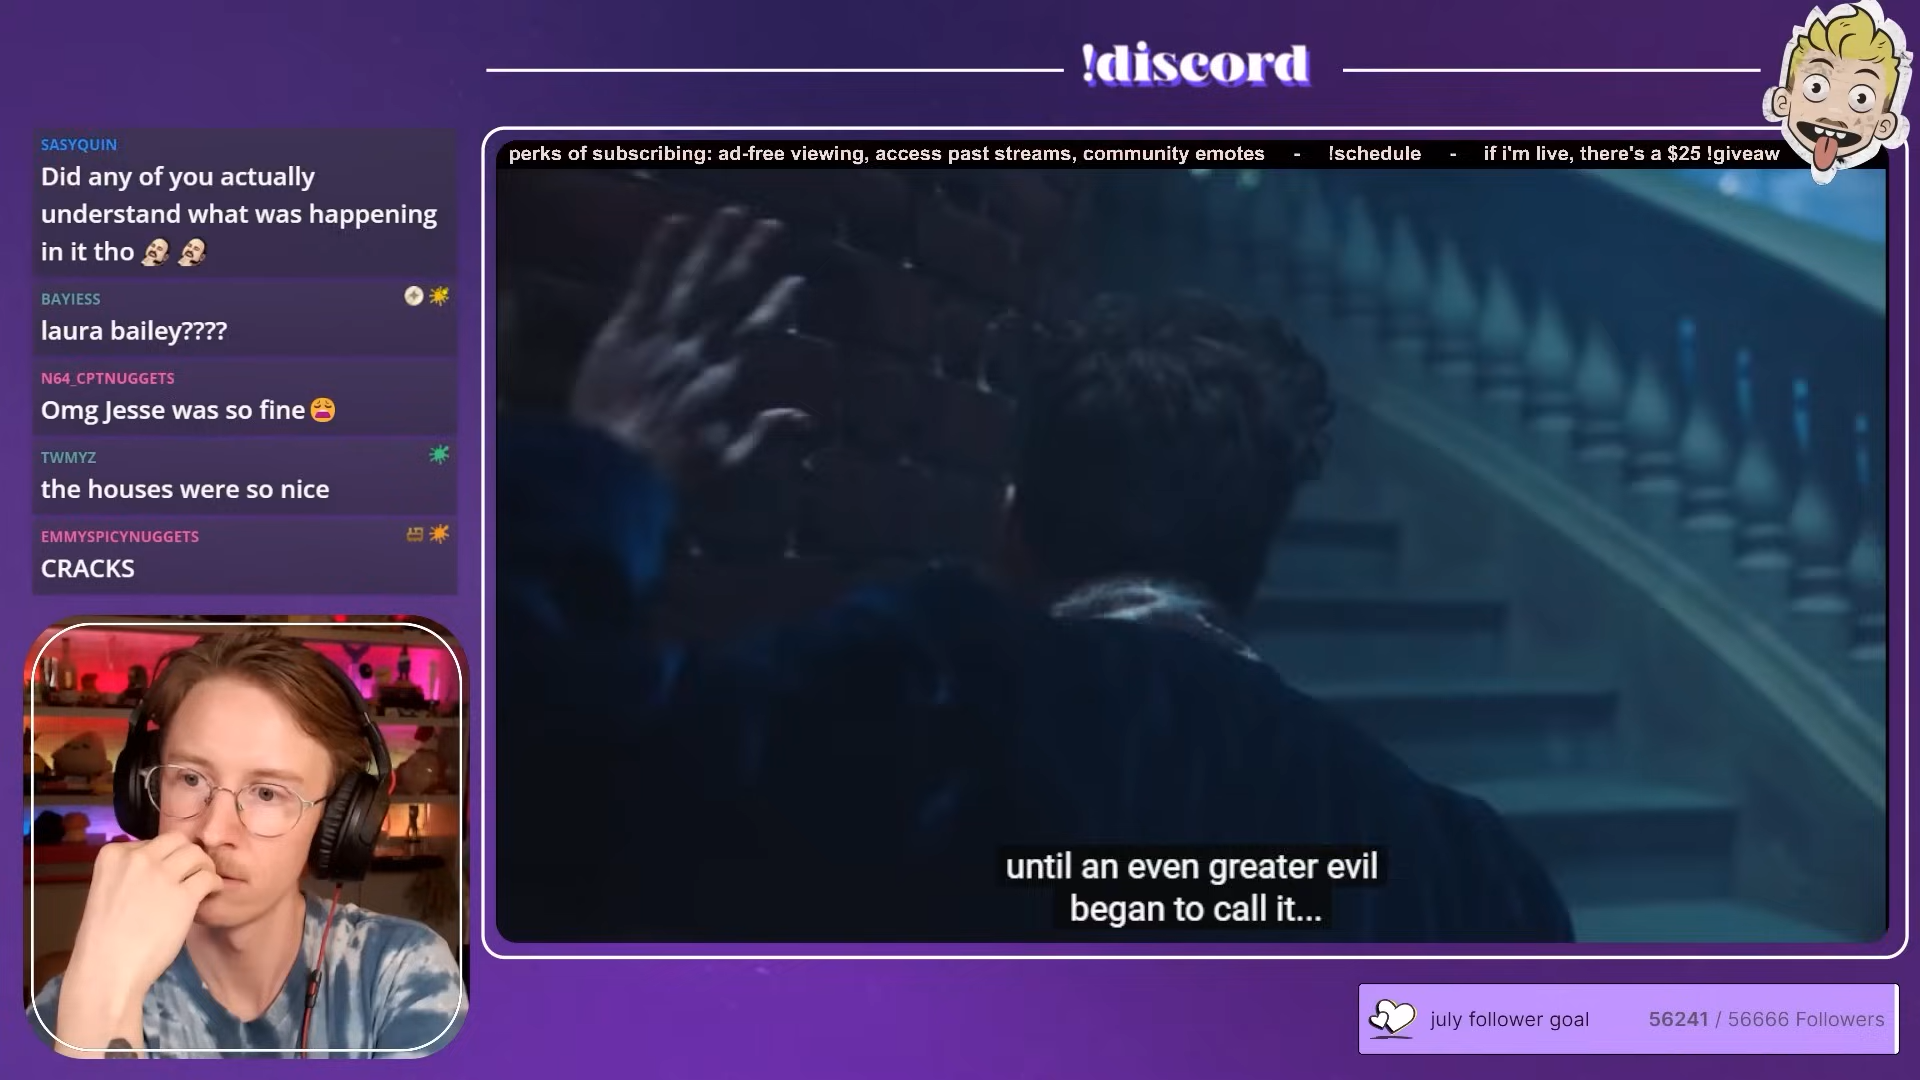 !discord
perks of subscribing: ad-free viewing, access past streams, community emotes - !schedule - if i'm live, there's a $25 !giveaw
SASYQUIN
Did any of you actually
understand what was happening
in it tho
BAYIESS
laura bailey????
N64_CPTNUGGETS
Omg Jesse was so fine
TWMYZ
the houses were so nice
EMMYSPICYNUGGETS
CRACKS
until an even greater evil
began to call it...
july follower goal 56241 / 56666 Followers